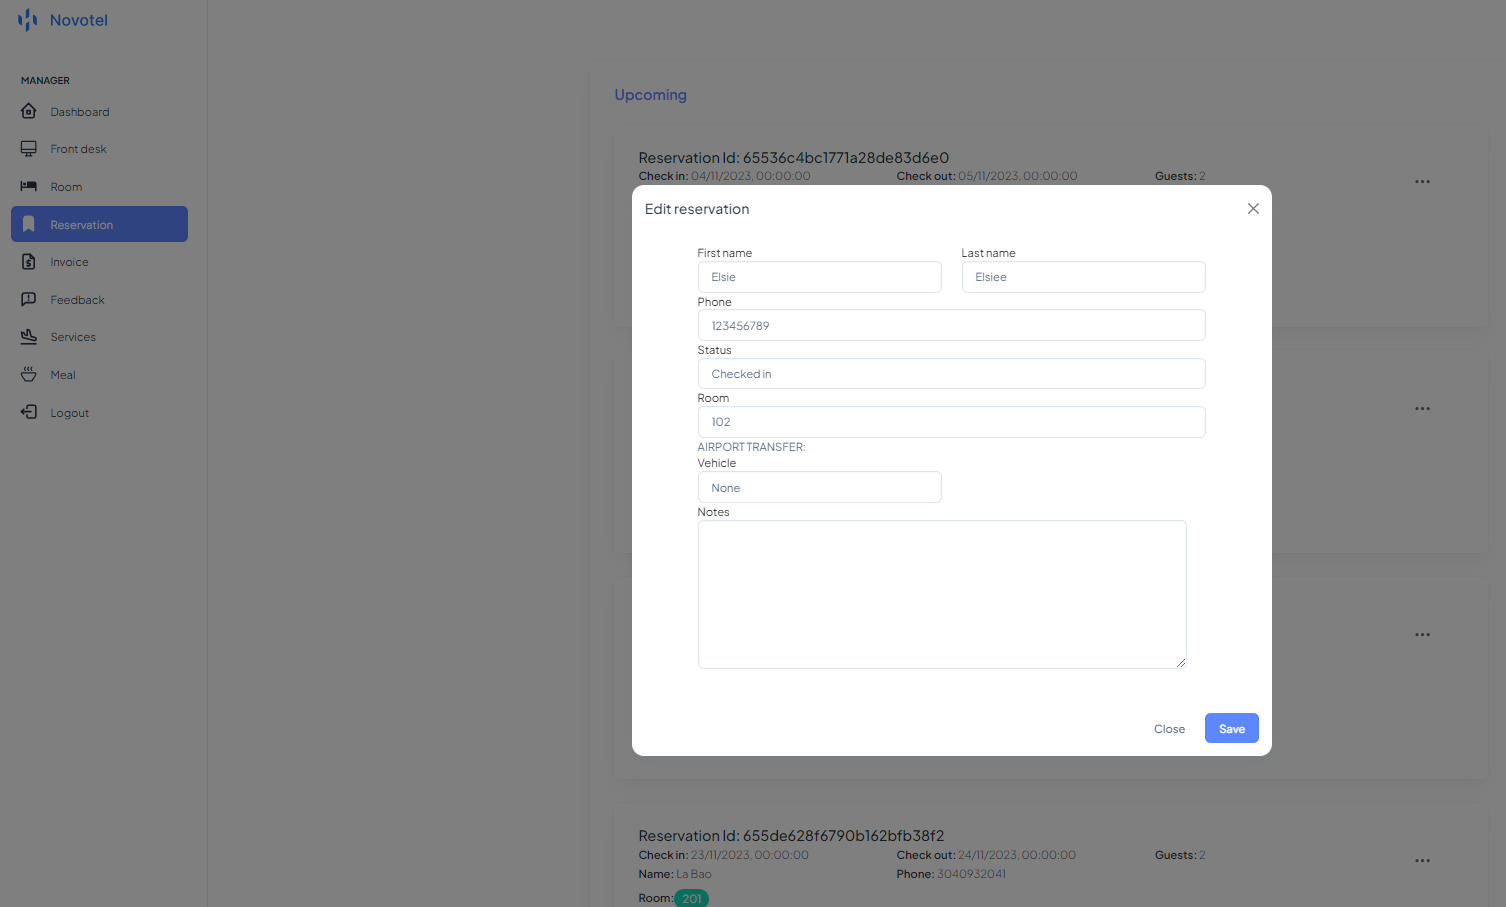 Novotel
MANAGER
Dashboard
Front desk
Room
Reservation
Invoice
Feedback
Services
Meal
Logout
Upcoming
Reservation Id: 65536c4bc1771a28de83d6e0
Check in: 04/11/2023, 00:00:00 Check out: 05/11/2023, 00:00:00 Guests: 2
Edit reservation
First name Last name
Elsie Elsiee
Phone
123456789
Status
Checked in
Room
102
AIRPORT TRANSFER:
Vehicle
None
Notes
Close Save
Reservation Id: 655de628f6790b162bfb38f2
Check in: 23/11/2023, 00:00:00 Check out: 24/11/2023, 00:00:00 Guests: 2
Name: La Bao Phone: 3040932041
Room: 201